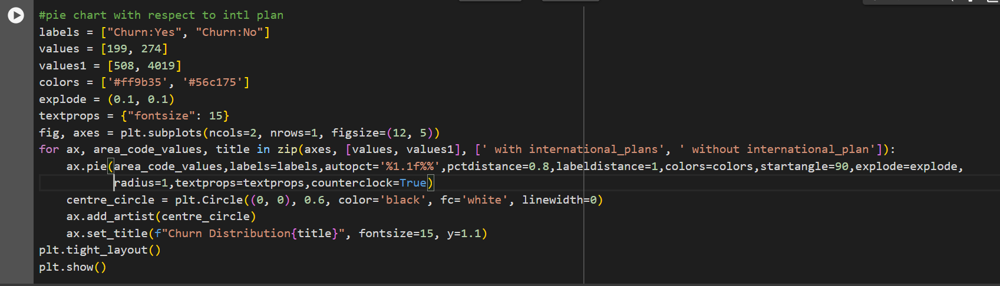 #pie chart with respect to intl plan
labels = ["Churn:Yes", "Churn:No"]
values = [199, 274]
values1 = [508, 4019]
colors = ['#ff9b35', '#56c175']
explode = (0.1, 0.1)
textprops = {"fontsize": 15}
fig, axes = plt.subplots(ncols=2, nrows=1, figsize=(12, 5))
for ax, area_code_values, title in zip(axes, [values, values1], [' with international_plans', ' without international_plan']):
    ax.pie(area_code_values,labels=labels,autopct='%1.1f%%',pctdistance=0.8,labeldistance=1,colors=colors,startangle=90,explode=explode,
           radius=1,textprops=textprops,counterclock=True)
    centre_circle = plt.Circle((0, 0), 0.6, color='black', fc='white', linewidth=0)
    ax.add_artist(centre_circle)
    ax.set_title(f"Churn Distribution{title}", fontsize=15, y=1.1)
plt.tight_layout()
plt.show()